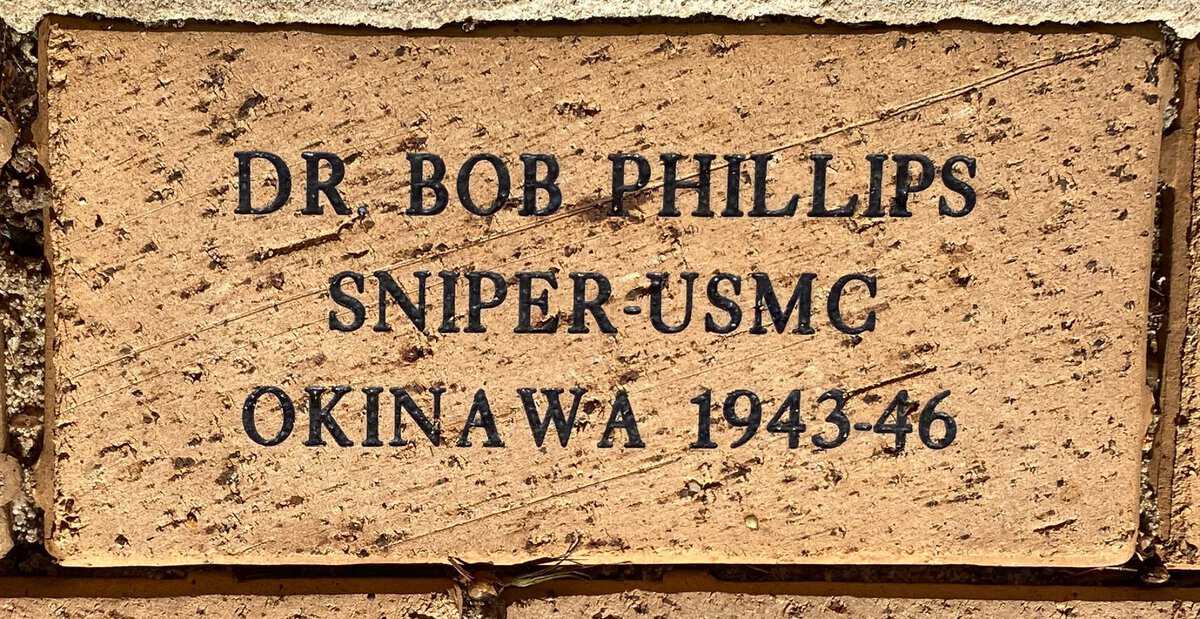 DR. BOB PHILLIPS
SNIPER-USMC
OKINAWA 1943-46